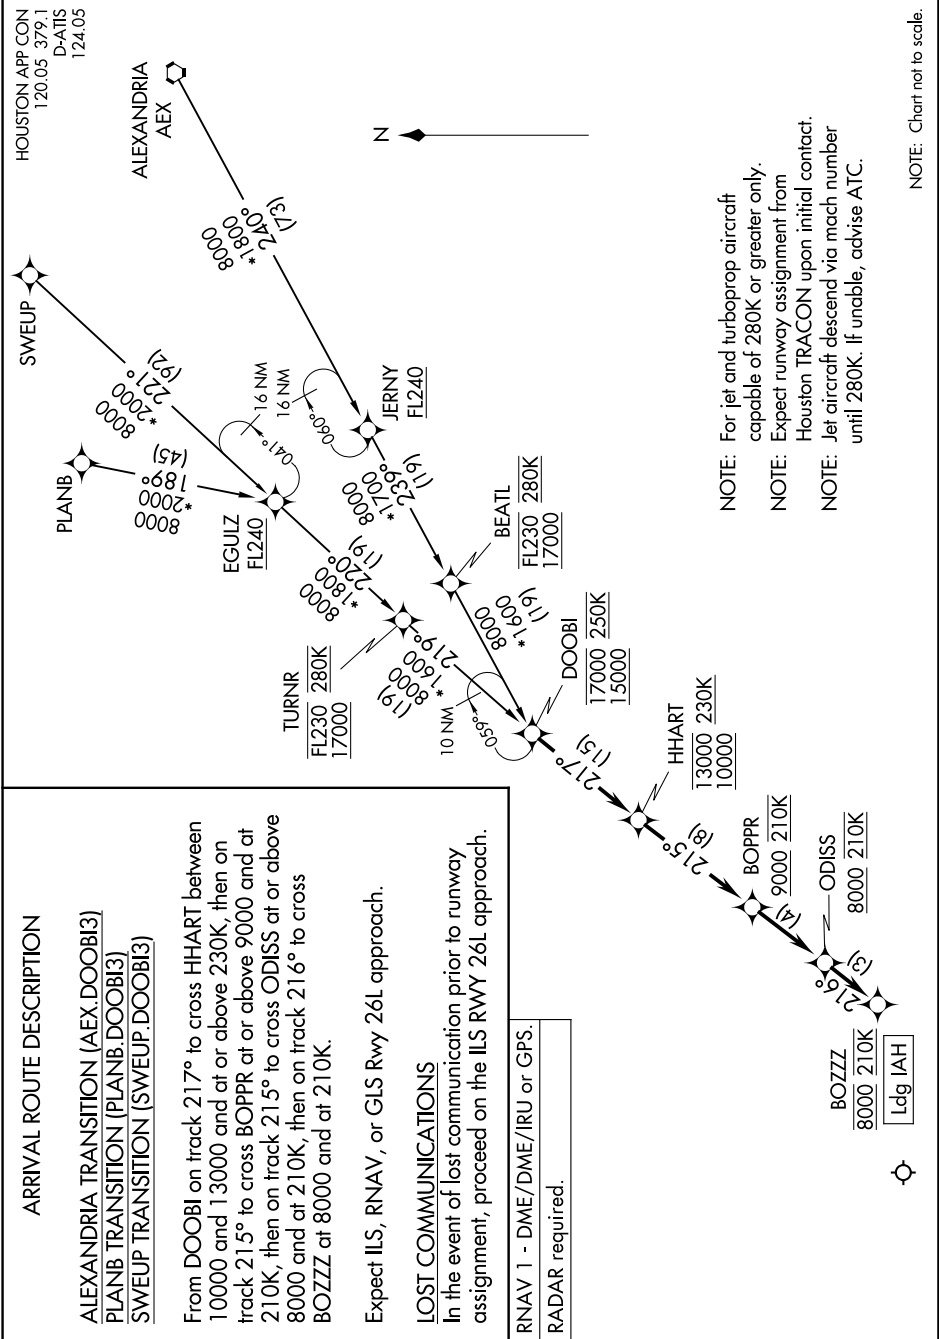 HOUSTON APP CON
120.05 379.1
D-ATIS
124.05
ALEXANDRIA
AEX
SWEUP
PLANB
N
8000
*1800
240°
(73)
8000
*2000
221°
(92)
8000
*2000
189°
(45)
16 NM
041°
16 NM
060°
EGULZ
FL240
JERNY
FL240
8000
*1800
220°
(19)
8000
*1700
239°
(19)
TURNR
FL230 280K
17000
BEATL
FL230 280K
17000
(19)
8000
*1600
219°
8000
*1600
(19)
10 NM
059°
DOOBI
17000 250K
15000
217°
(15)
HHART
13000 230K
10000
215°
(8)
BOPPR
9000 210K
(4)
ODISS
8000 210K
216°
(3)
BOZZZ
8000 210K
Ldg IAH
NOTE: For jet and turboprop aircraft
capable of 280K or greater only.
NOTE: Expect runway assignment from
Houston TRACON upon initial contact.
NOTE: Jet aircraft descend via mach number
until 280K. If unable, advise ATC.
NOTE: Chart not to scale.
ARRIVAL ROUTE DESCRIPTION
ALEXANDRIA TRANSITION (AEX.DOOBI3)
PLANB TRANSITION (PLANB.DOOBI3)
SWEUP TRANSITION (SWEUP.DOOBI3)
From DOOBI on track 217° to cross HHART between
10000 and 13000 and at or above 230K, then on
track 215° to cross BOPPR at or above 9000 and at
210K, then on track 215° to cross ODISS at or above
8000 and at 210K, then on track 216° to cross
BOZZZ at 8000 and at 210K.
Expect ILS, RNAV, or GLS Rwy 26L approach.
LOST COMMUNICATIONS
In the event of lost communication prior to runway
assignment, proceed on the ILS RWY 26L approach.
RNAV 1 - DME/DME/IRU or GPS.
RADAR required.